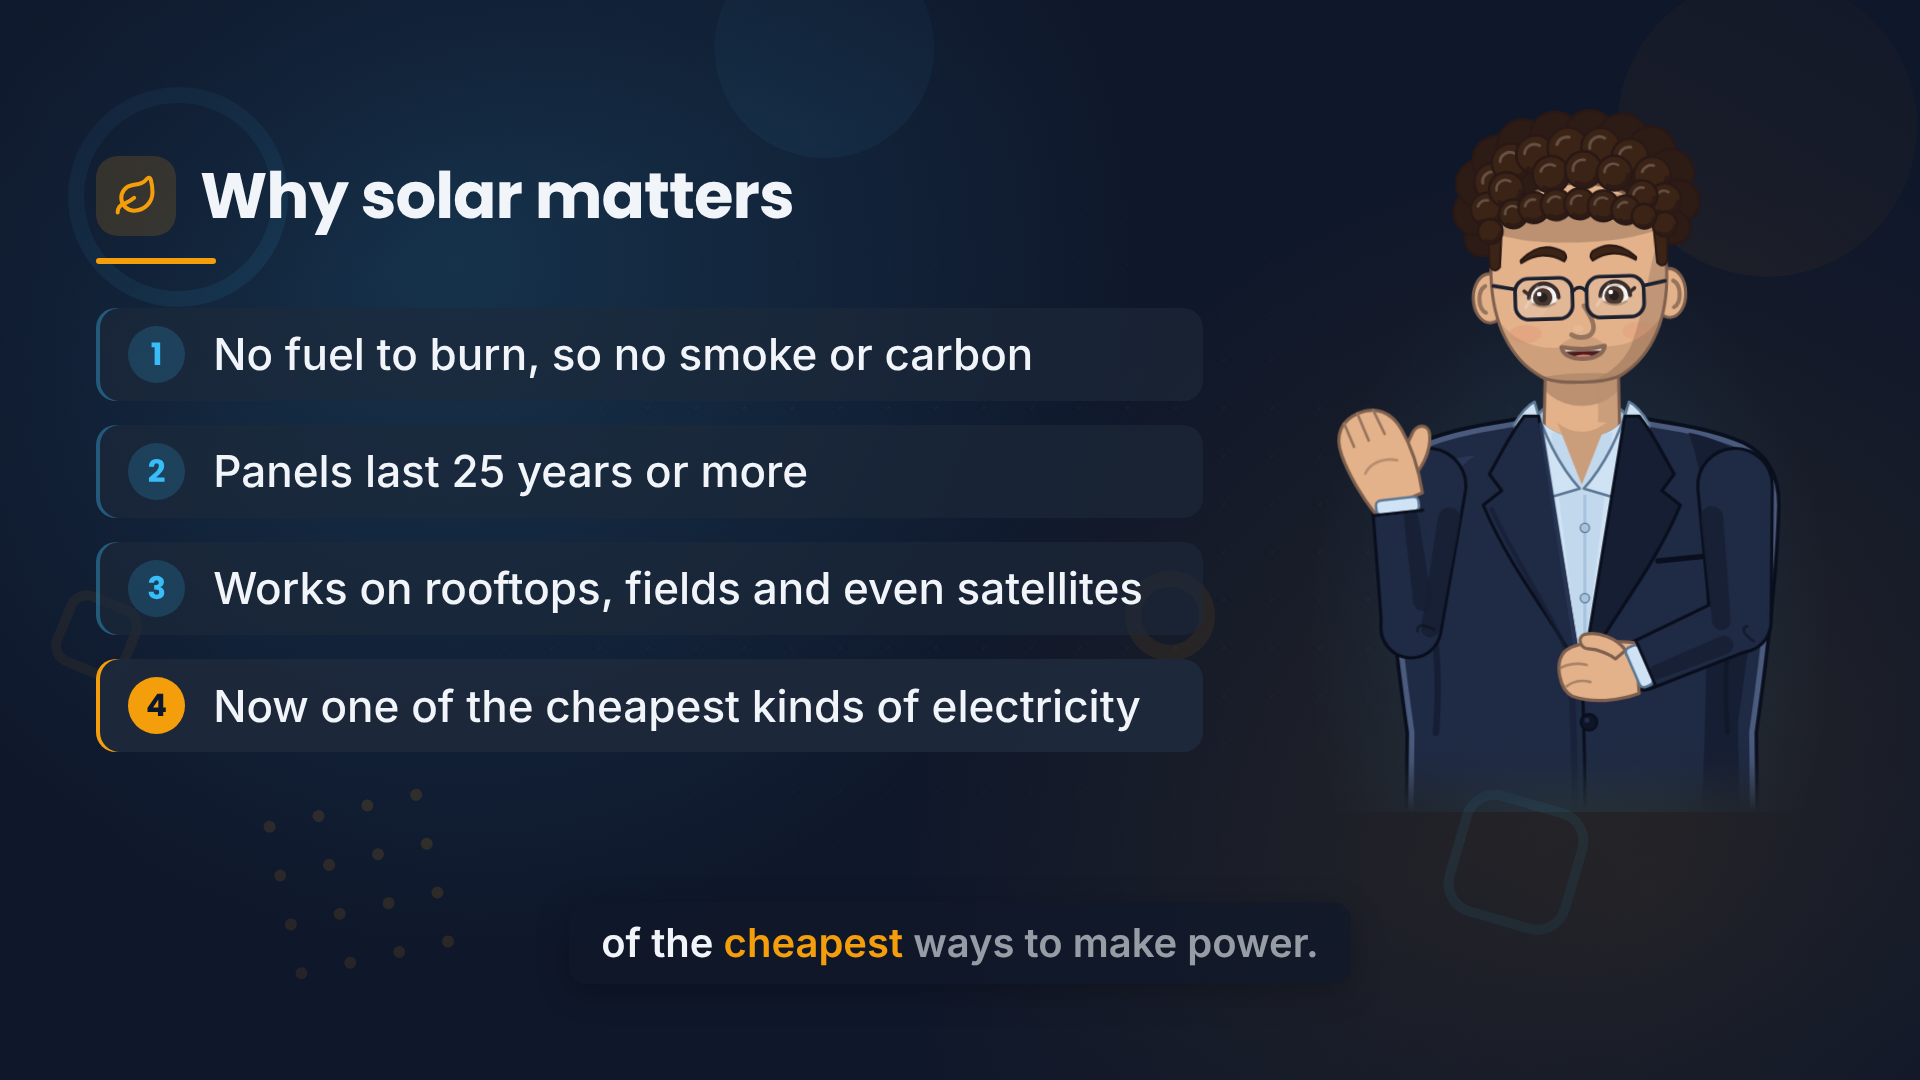 Why solar matters
1 No fuel to burn, so no smoke or carbon
2 Panels last 25 years or more
3 Works on rooftops, fields and even satellites
4 Now one of the cheapest kinds of electricity
of the cheapest ways to make power.